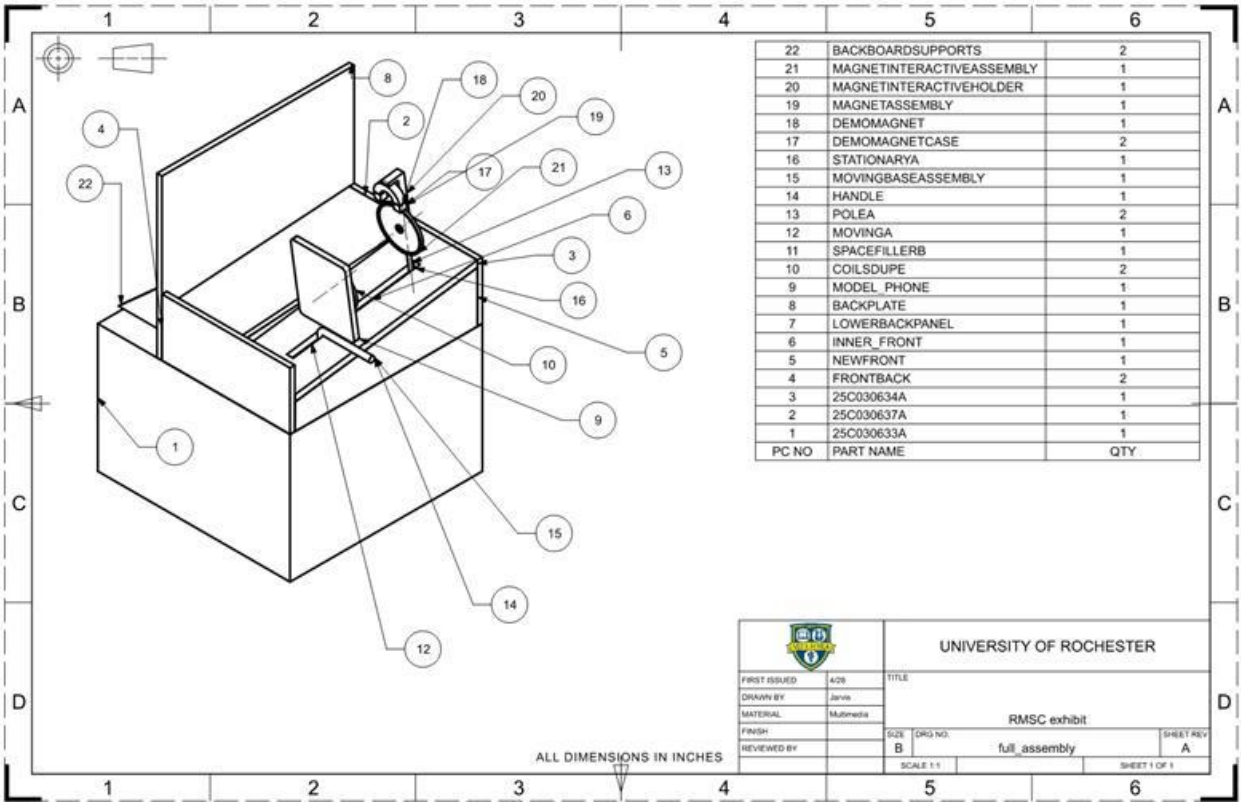 1 2 3 4 5 6
A A
B B
C C
D D
1 2 3 4 5 6
8
18
20
4
2
19
17
21
13
22
6
3
16
5
10
9
1
15
14
12
22 BACKBOARDSUPPORTS 2
21 MAGNETINTERACTIVEASSEMBLY 1
20 MAGNETINTERACTIVEHOLDER 1
19 MAGNETASSEMBLY 1
18 DEMOMAGNET 1
17 DEMOMAGNETCASE 2
16 STATIONARYA 1
15 MOVINGBASEASSEMBLY 1
14 HANDLE 1
13 POLEA 2
12 MOVINGA 1
11 SPACEFILLERB 1
10 COILSDUPE 2
9 MODEL_PHONE 1
8 BACKPLATE 1
7 LOWERBACKPANEL 1
6 INNER_FRONT 1
5 NEWFRONT 1
4 FRONTBACK 2
3 25C030634A 1
2 25C030637A 1
1 25C030633A 1
PC NO PART NAME QTY
ALL DIMENSIONS IN INCHES
UNIVERSITY OF ROCHESTER
FIRST ISSUED 4/28
DRAWN BY Jarvis
MATERIAL Multimedia
FINISH
REVIEWED BY
TITLE
RMSC exhibit
SIZE DRG NO. SHEET REV
B full_assembly A
SCALE 1:1 SHEET 1 OF 1